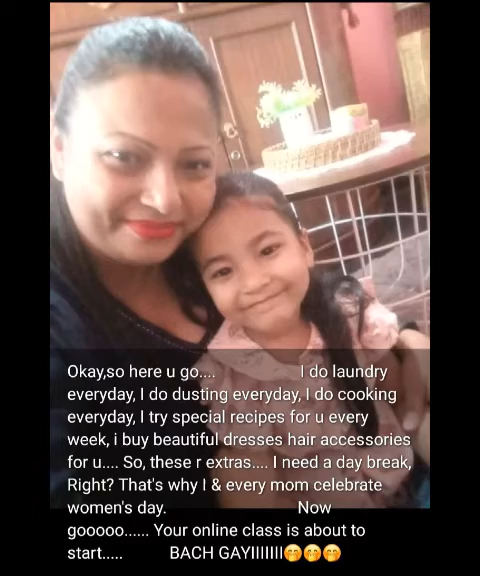 Okay,so here u go.... I do laundry
everyday, I do dusting everyday, I do cooking
everyday, I try special recipes for u every
week, i buy beautiful dresses hair accessories
for u.... So, these r extras.... I need a day break,
Right? That's why I & every mom celebrate
women's day. Now
gooooo...... Your online class is about to
start..... BACH GAYIIIIIII🤭🤭🤭